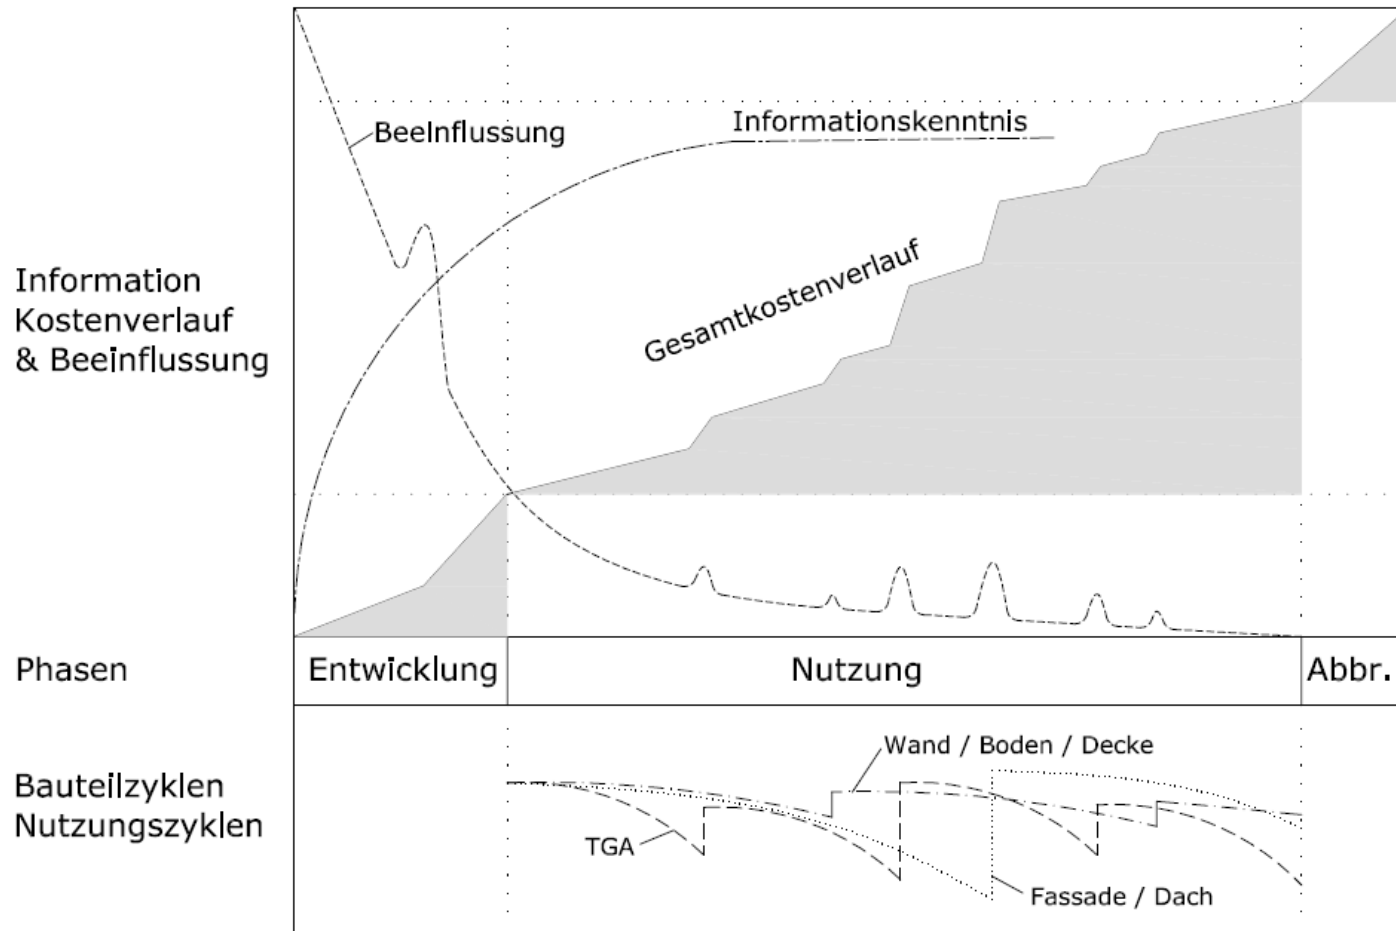 Beeinflussung
Informationskenntnis
Gesamtkostenverlauf
Information
Kostenverlauf
& Beeinflussung
Phasen
Entwicklung
Nutzung
Abbr.
Wand / Boden / Decke
Bauteilzyklen
Nutzungszyklen
TGA
Fassade / Dach